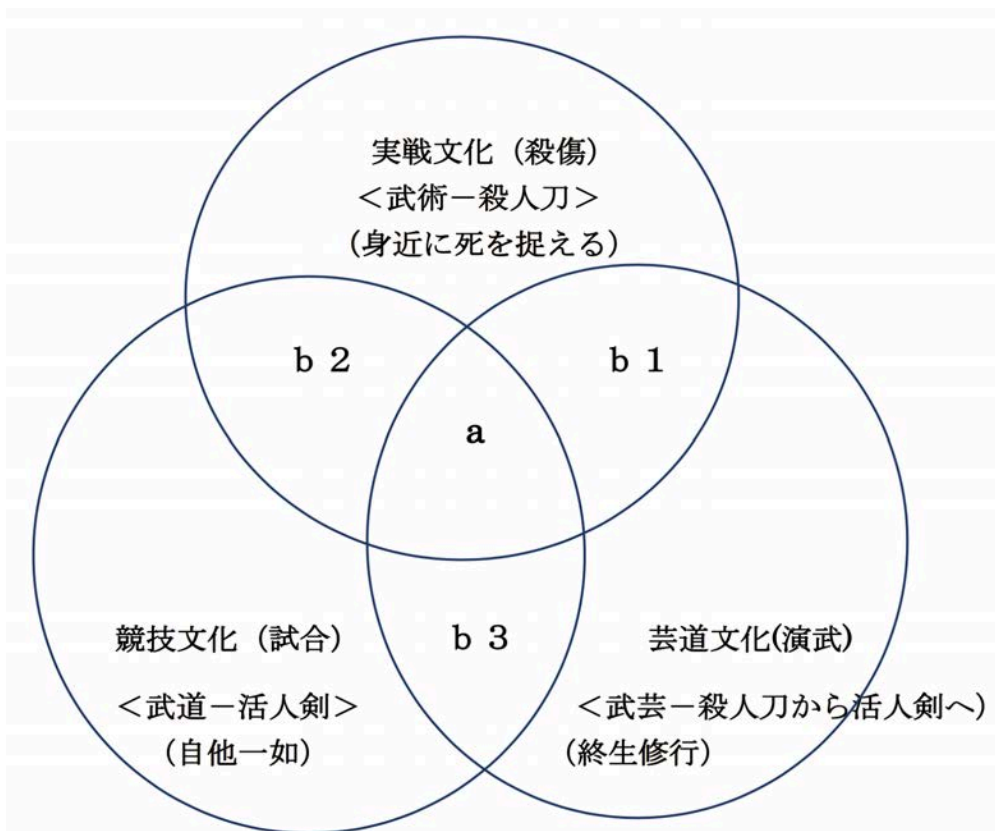 実戦文化（殺傷）
＜武術－殺人刀＞
（身近に死を捉える）
b 2
b 1
a
競技文化（試合）
b 3
芸道文化(演武)
＜武道－活人剣＞
＜武芸－殺人刀から活人剣へ）
（自他一如）
（終生修行）